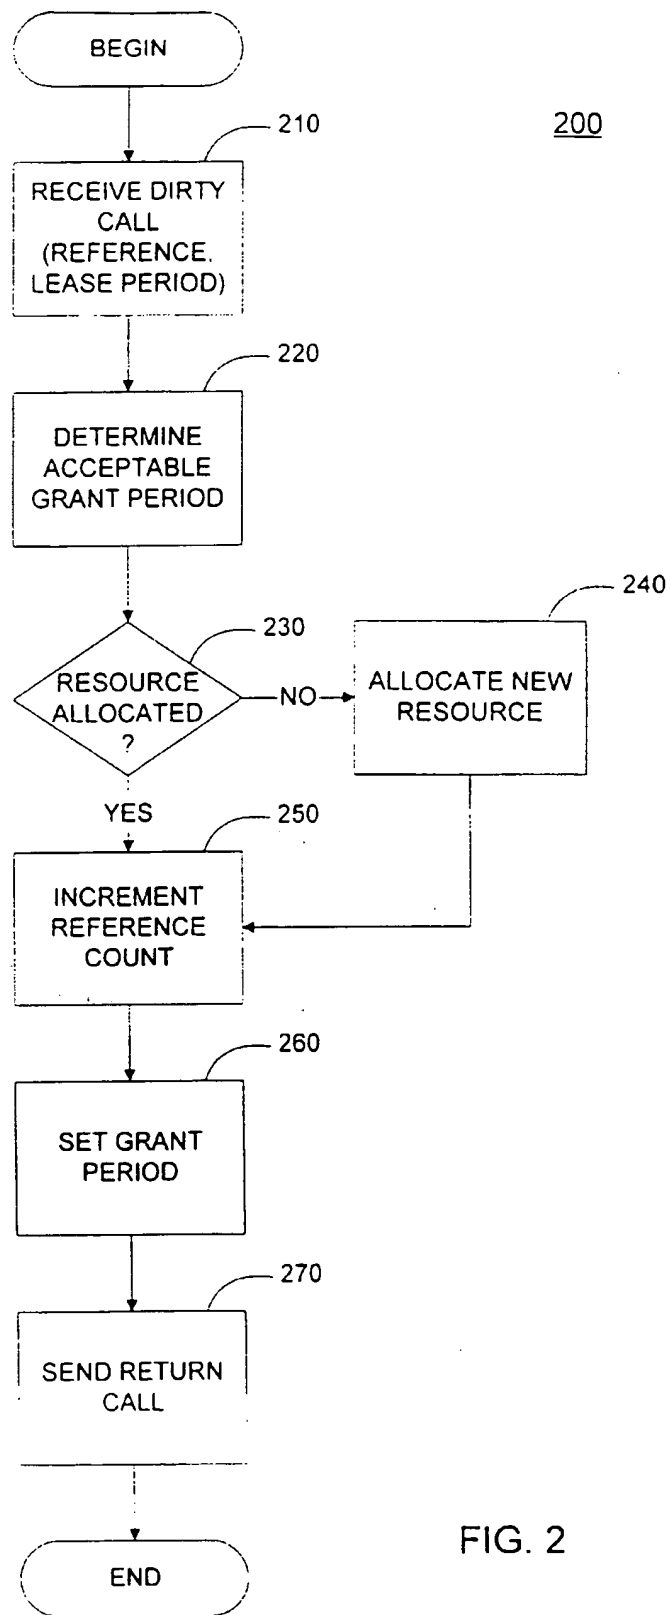 BEGIN
200
210
RECEIVE DIRTY
CALL
(REFERENCE.
LEASE PERIOD)
220
DETERMINE
ACCEPTABLE
GRANT PERIOD
230
RESOURCE
ALLOCATED
?
NO
240
ALLOCATE NEW
RESOURCE
YES
250
INCREMENT
REFERENCE
COUNT
260
SET GRANT
PERIOD
270
SEND RETURN
CALL
END
FIG. 2